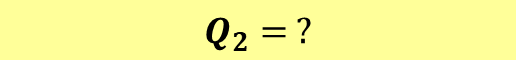 Q₂ = ?